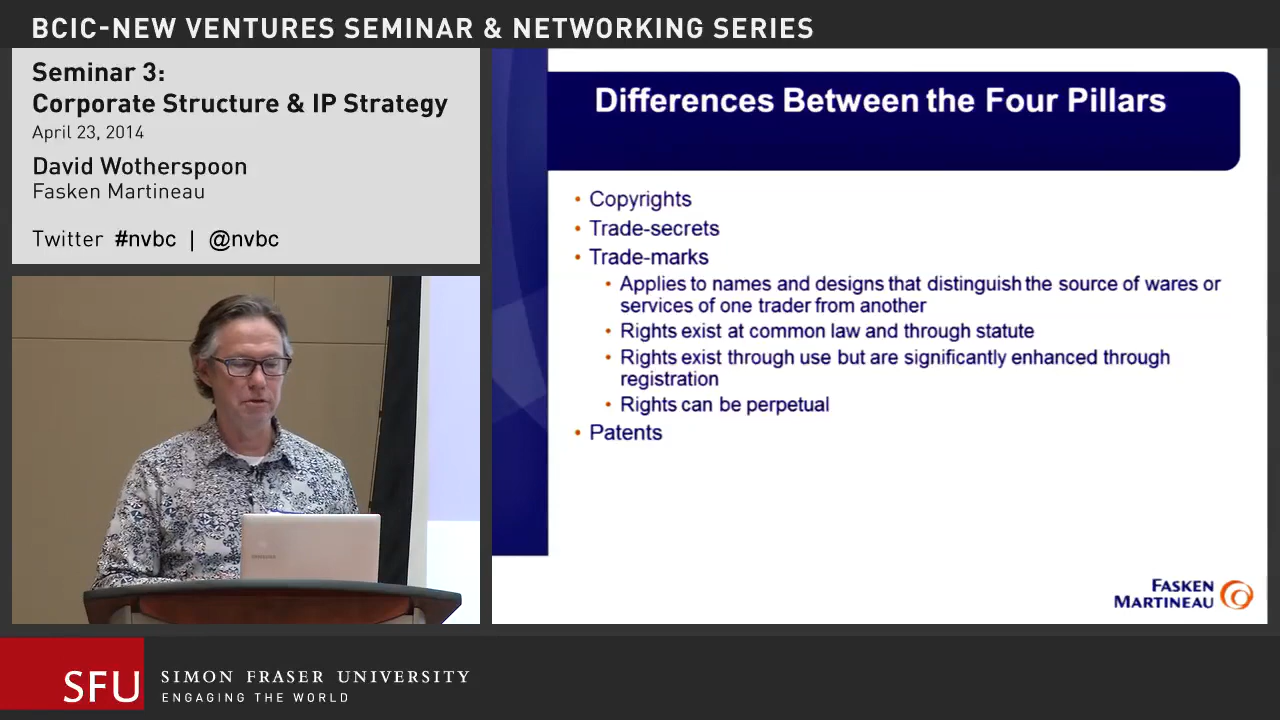 BCIC-NEW VENTURES SEMINAR & NETWORKING SERIES
Seminar 3:
Corporate Structure & IP Strategy
April 23, 2014
David Wotherspoon
Fasken Martineau
Twitter #nvbc | @nvbc
Differences Between the Four Pillars
• Copyrights
• Trade-secrets
• Trade-marks
• Applies to names and designs that distinguish the source of wares or
services of one trader from another
• Rights exist at common law and through statute
• Rights exist through use but are significantly enhanced through
registration
• Rights can be perpetual
• Patents
FASKEN
MARTINEAU
SFU SIMON FRASER UNIVERSITY
ENGAGING THE WORLD